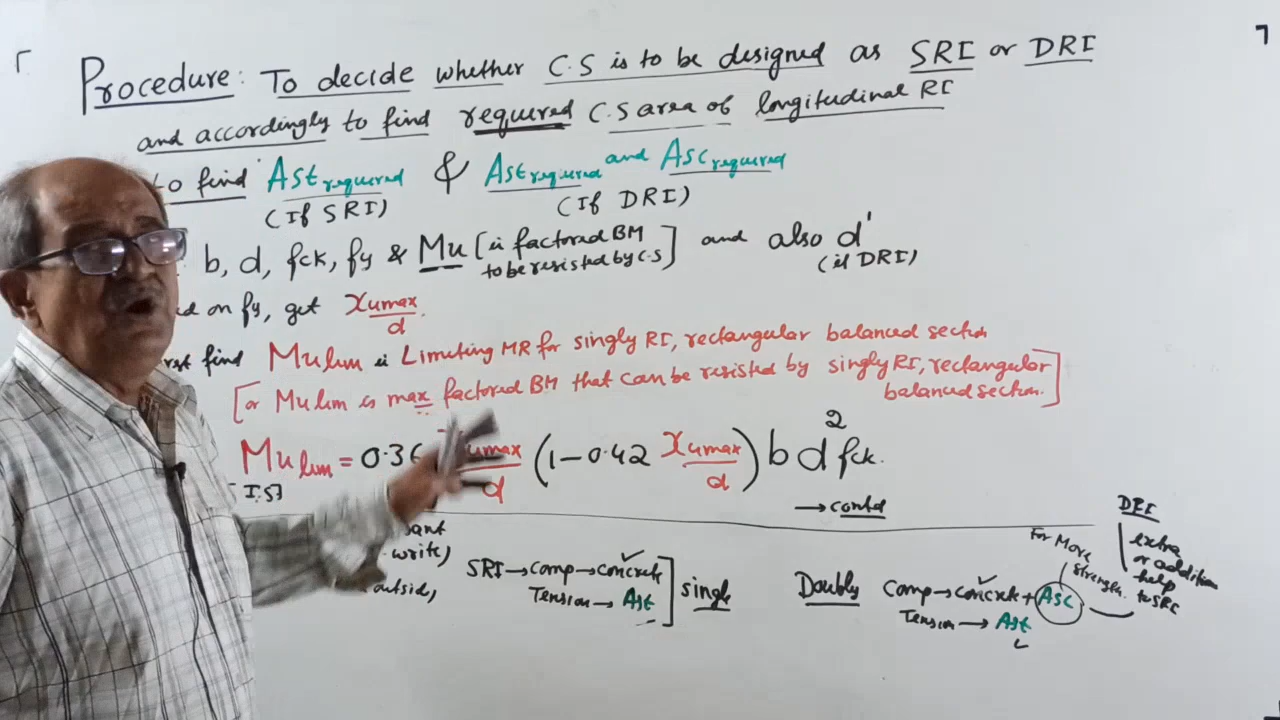 Procedure: To decide whether C.S is to be designed as SRI or DRI
and accordingly to find required C.S area of longitudinal RI
to find Ast required & Ast required and Asc required
(If SRI) (If DRI)
b, d, fck, fy & Mu [is factored BM to be resisted by C.S] and also d' (if DRI)
on fy, get xumax/d.
find Mulim is Limiting MR for singly RI, rectangular balanced section
[or Mulim is max factored BM that can be resisted by singly RI, rectangular balanced section.]
Mulim = 0.36 xumax/d (1-0.42 xumax/d) b d² fck.
[I.S]
→ contd
write)
outside,
SRI → Comp → concrete ✓
Tension → Ast
] single
Doubly
Comp → concrete + Asc
Tension → Ast
For More
Strength.
DRI
extra
or addition
help
to SRI